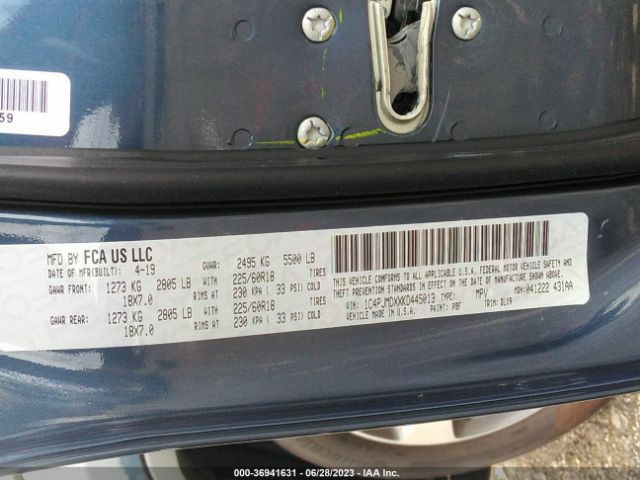 59
MFD BY FCA US LLC
DATE OF MFR(BUILT): 4-19 GVWR: 2495 KG 5500 LB
GAWR FRONT: 1273 KG 2805 LB WITH 225/60R18 TIRES
18X7.0 RIMS AT 230 KPA ( 33 PSI) COLD
GAWR REAR: 1273 KG 2805 LB WITH 225/60R18 TIRES
18X7.0 RIMS AT 230 KPA ( 33 PSI) COLD
THIS VEHICLE CONFORMS TO ALL APPLICABLE U.S.A. FEDERAL MOTOR VEHICLE SAFETY AND
THEFT PREVENTION STANDARDS IN EFFECT ON THE DATE OF MANUFACTURE SHOWN ABOVE.
VIN: 1C4PJMDXXKD445013 TYPE: MPV MDH: 041222 431AA
VEHICLE MADE IN U.S.A. PAINT: PBF TRIM: DLX9
000-36941631 - 06/28/2023 - IAA Inc.